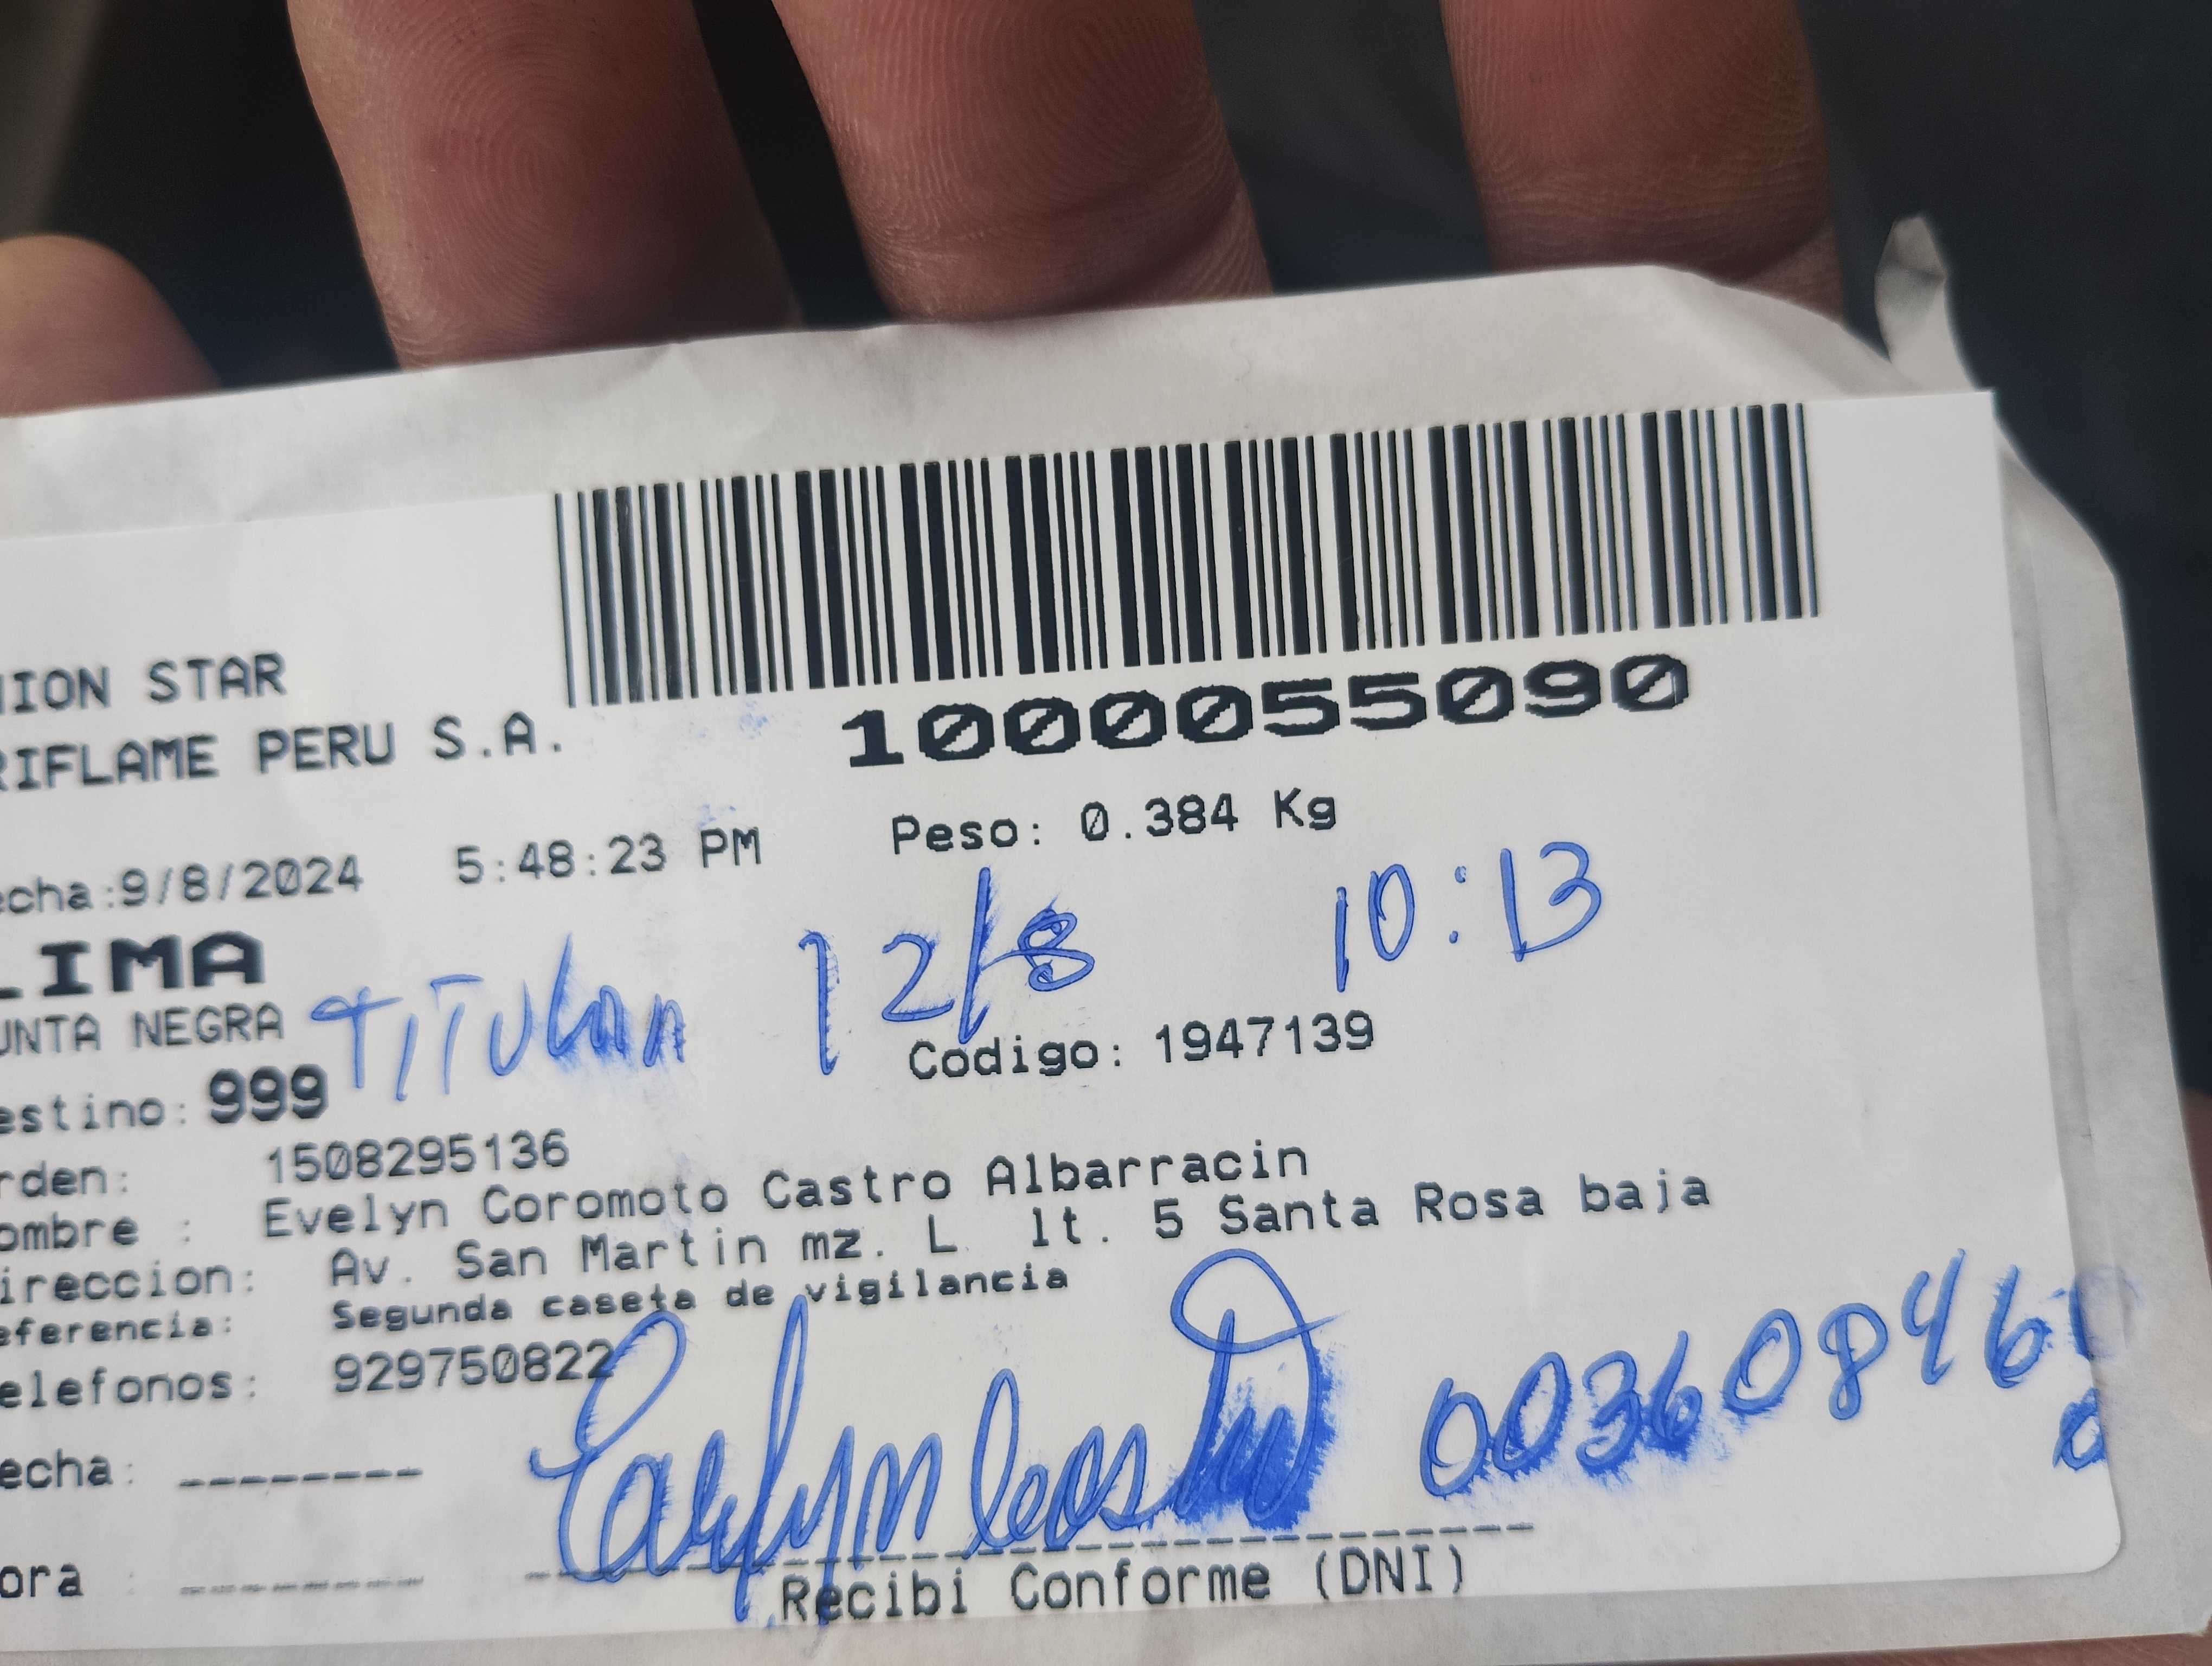 NION STAR
RIFLAME PERU S.A.
1000055090
echa:9/8/2024 5:48:23 PM Peso: 0.384 Kg
LIMA
12/8 10:13
UNTA NEGRA TITULAR
Codigo: 1947139
estino: 999
rden: 1508295136
ombre : Evelyn Coromoto Castro Albarracin
ireccion: Av. San Martin mz. L lt. 5 Santa Rosa baja
eferencia: Segunda caseta de vigilancia
elefonos: 929750822
echa: --------
00360846
ora : --------
Recibi Conforme (DNI)